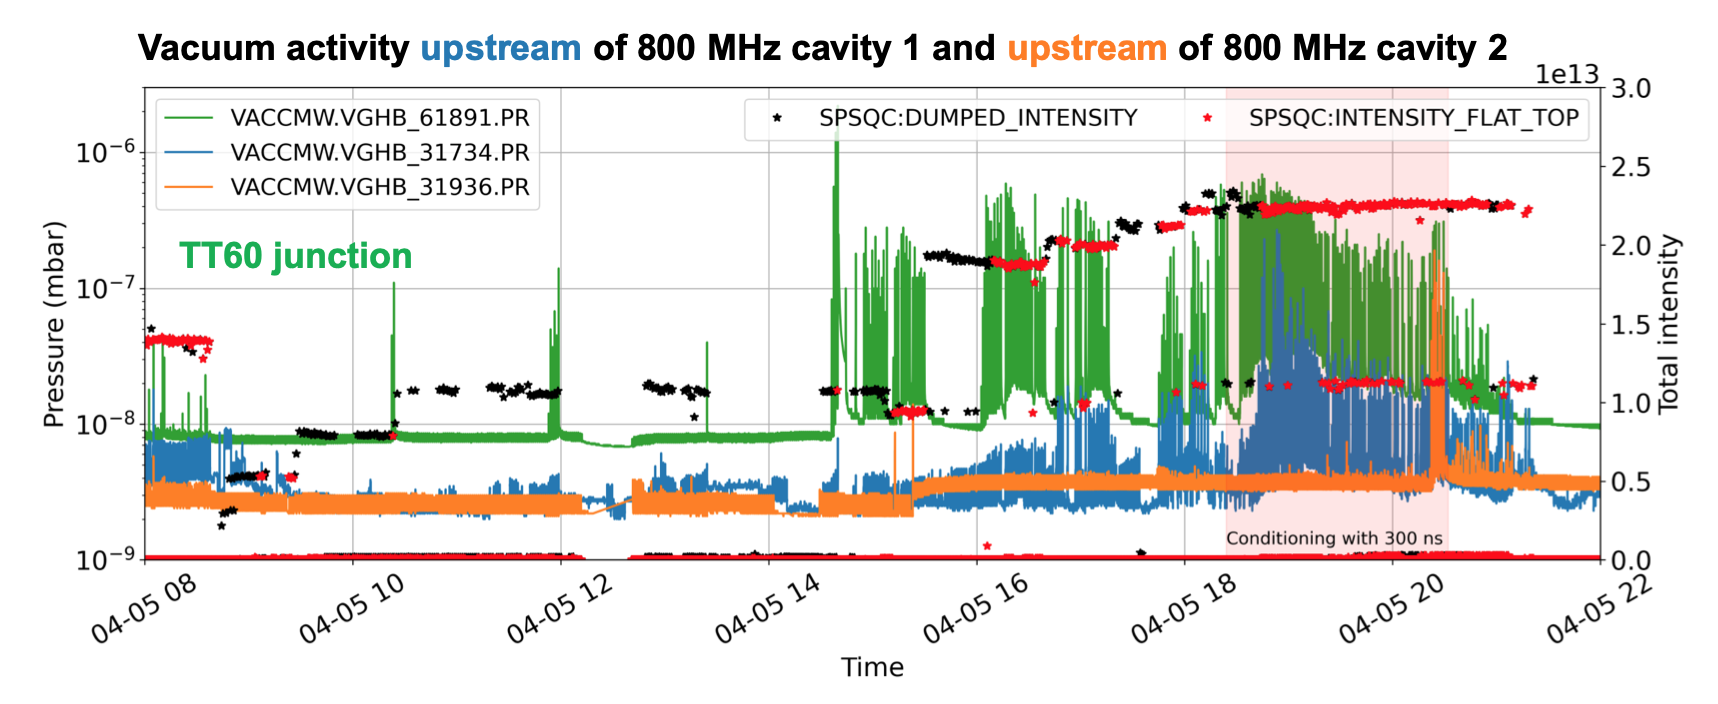 Vacuum activity upstream of 800 MHz cavity 1 and upstream of 800 MHz cavity 2
1e13
VACCMW.VGHB_61891.PR
VACCMW.VGHB_31734.PR
VACCMW.VGHB_31936.PR
SPSQC:DUMPED_INTENSITY SPSQC:INTENSITY_FLAT_TOP
TT60 junction
Pressure (mbar)
10⁻⁶
10⁻⁷
10⁻⁸
10⁻⁹
3.0
2.5
2.0
1.5
1.0
0.5
0.0
Total intensity
Conditioning with 300 ns
04-05 08 04-05 10 04-05 12 04-05 14 04-05 16 04-05 18 04-05 20 04-05 22
Time